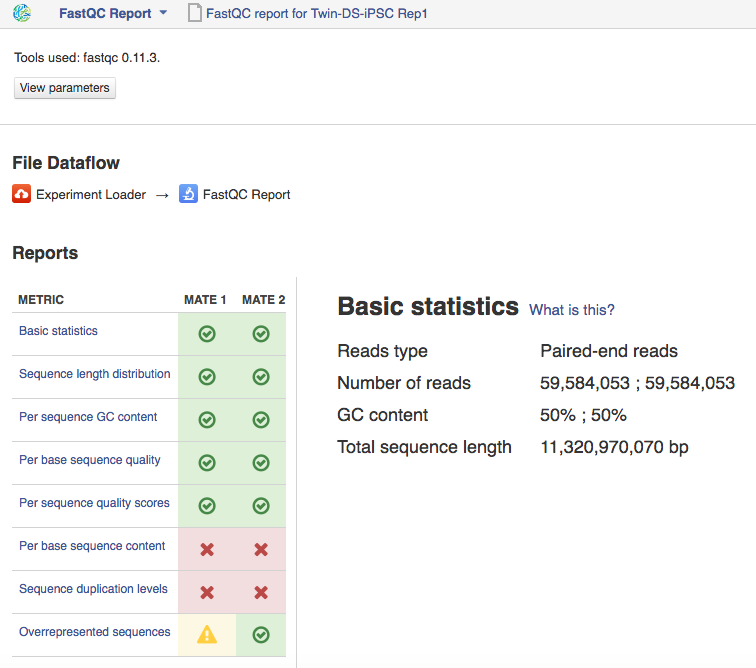 FastQC Report FastQC report for Twin-DS-iPSC Rep1
Tools used: fastqc 0.11.3.
View parameters
File Dataflow
Experiment Loader → FastQC Report
Reports
METRIC MATE 1 MATE 2
Basic statistics
Sequence length distribution
Per sequence GC content
Per base sequence quality
Per sequence quality scores
Per base sequence content
Sequence duplication levels
Overrepresented sequences
Basic statistics What is this?
Reads type Paired-end reads
Number of reads 59,584,053 ; 59,584,053
GC content 50% ; 50%
Total sequence length 11,320,970,070 bp